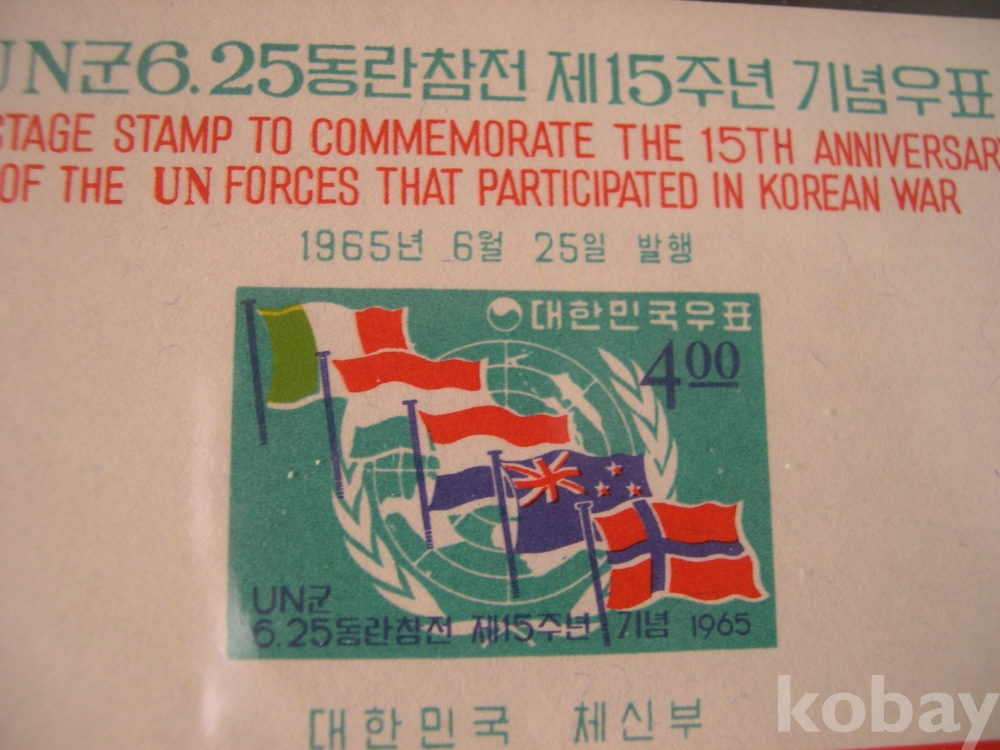 UN군 6.25동란참전 제15주년 기념우표
STAGE STAMP TO COMMEMORATE THE 15TH ANNIVERSARY
OF THE UN FORCES THAT PARTICIPATED IN KOREAN WAR
1965년 6월 25일 발행
대한민국우표
4 00
UN군
6.25동란참전 제15주년 기념 1965
대한민국 체신부
kobay